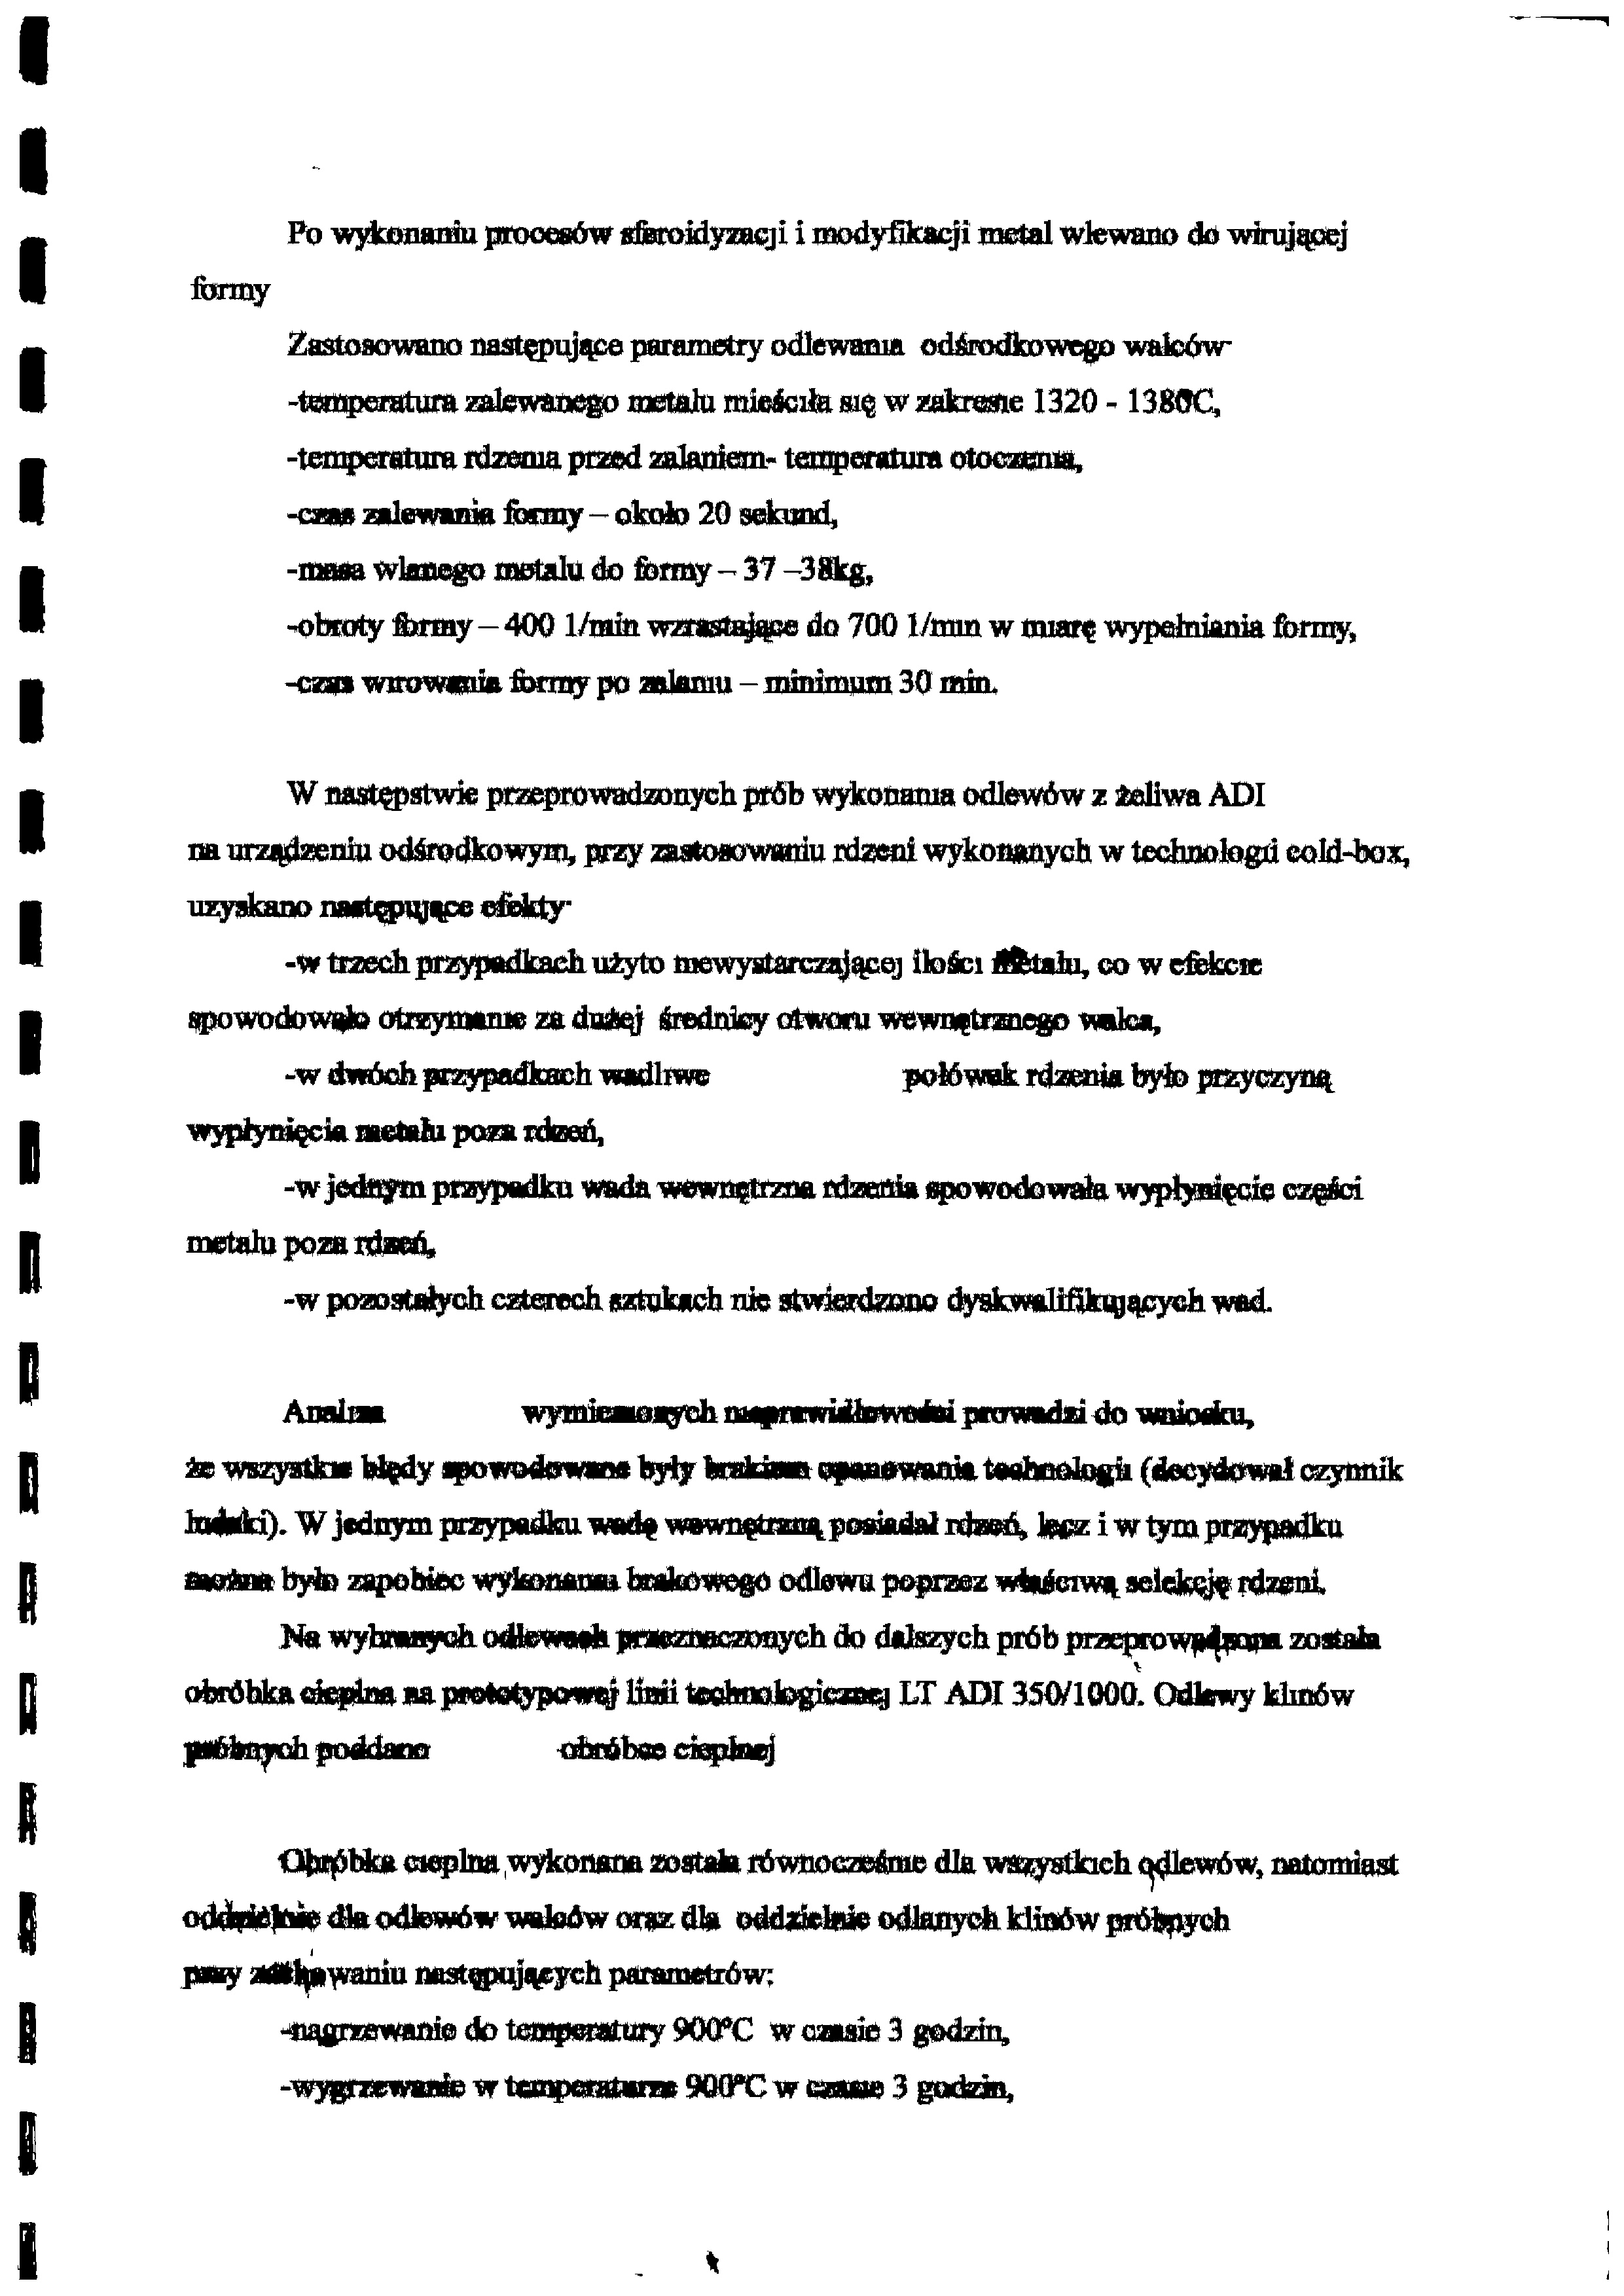 Po wykonaniu procesów sferoidyzacji i modyfikacji metal wlewano do wirującej
formy
Zastosowano następujące parametry odlewania odśrodkowego walców
-temperatura zalewanego metalu mieściła się w zakresie 1320 - 1380°C,
-temperatura rdzenia przed zalaniem- temperatura otoczenia,
-czas zalewania formy – około 20 sekund,
-masa wlanego metalu do formy – 37 –38kg,
-obroty formy – 400 1/min wzrastające do 700 1/min w miarę wypełniania formy,
-czas wirowania formy po zalaniu – minimum 30 min.
W następstwie przeprowadzonych prób wykonania odlewów z żeliwa ADI
na urządzeniu odśrodkowym, przy zastosowaniu rdzeni wykonanych w technologii cold-box,
uzyskano następujące efekty
-w trzech przypadkach użyto niewystarczającej ilości metalu, co w efekcie
spowodowało otrzymanie za dużej średnicy otworu wewnętrznego walca,
-w dwóch przypadkach wadliwe połówek rdzenia było przyczyną
wypłynięcia metalu poza rdzeń,
-w jednym przypadku wada wewnętrzna rdzenia spowodowała wypłynięcie części
metalu poza rdzeń,
-w pozostałych czterech sztukach nie stwierdzono dyskwalifikujących wad.
Analiza wymienionych nieprawidłowości prowadzi do wniosku,
że wszystkie błędy spowodowane były brakiem opanowania technologii (decydował czynnik
ludzki). W jednym przypadku wadę wewnętrzną posiadał rdzeń, lecz i w tym przypadku
można było zapobiec wykonaniu brakowego odlewu poprzez właściwą selekcję rdzeni.
Na wybranych odlewach przeznaczonych do dalszych prób przeprowadzona została
obróbka cieplna na prototypowej linii technologicznej LT ADI 350/1000. Odlewy klinów
próbnych poddano obróbce cieplnej
Obróbka cieplna wykonana została równocześnie dla wszystkich odlewów, natomiast
oddzielnie dla odlewów walców oraz dla oddzielnie odlanych klinów próbnych
przy zachowaniu następujących parametrów:
-nagrzewanie do temperatury 900°C w czasie 3 godzin,
-wygrzewanie w temperaturze 900°C w czasie 3 godzin,